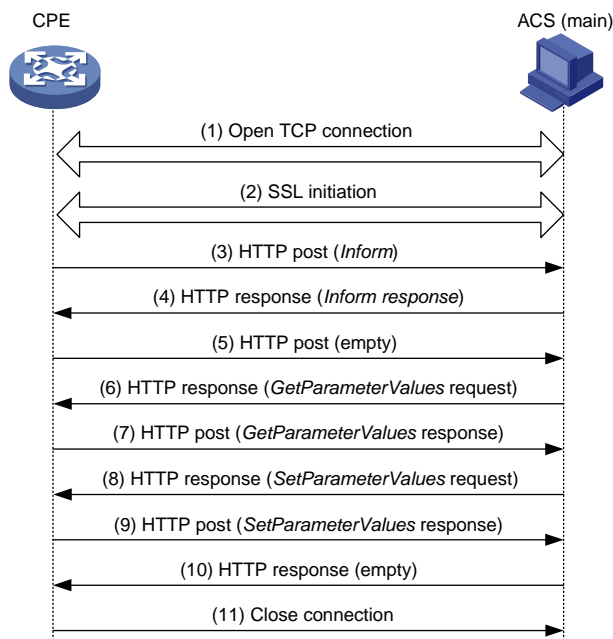 CPE
ACS (main)
(1) Open TCP connection
(2) SSL initiation
(3) HTTP post (Inform)
(4) HTTP response (Inform response)
(5) HTTP post (empty)
(6) HTTP response (GetParameterValues request)
(7) HTTP post (GetParameterValues response)
(8) HTTP response (SetParameterValues request)
(9) HTTP post (SetParameterValues response)
(10) HTTP response (empty)
(11) Close connection